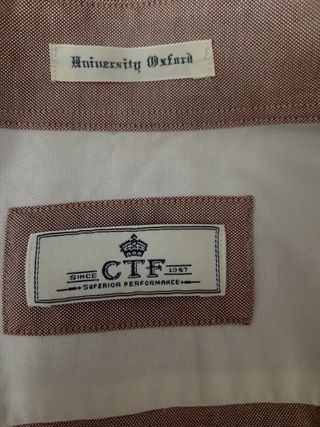 University Oxford
SINCE CTF 1947
SUPERIOR PERFORMANCE